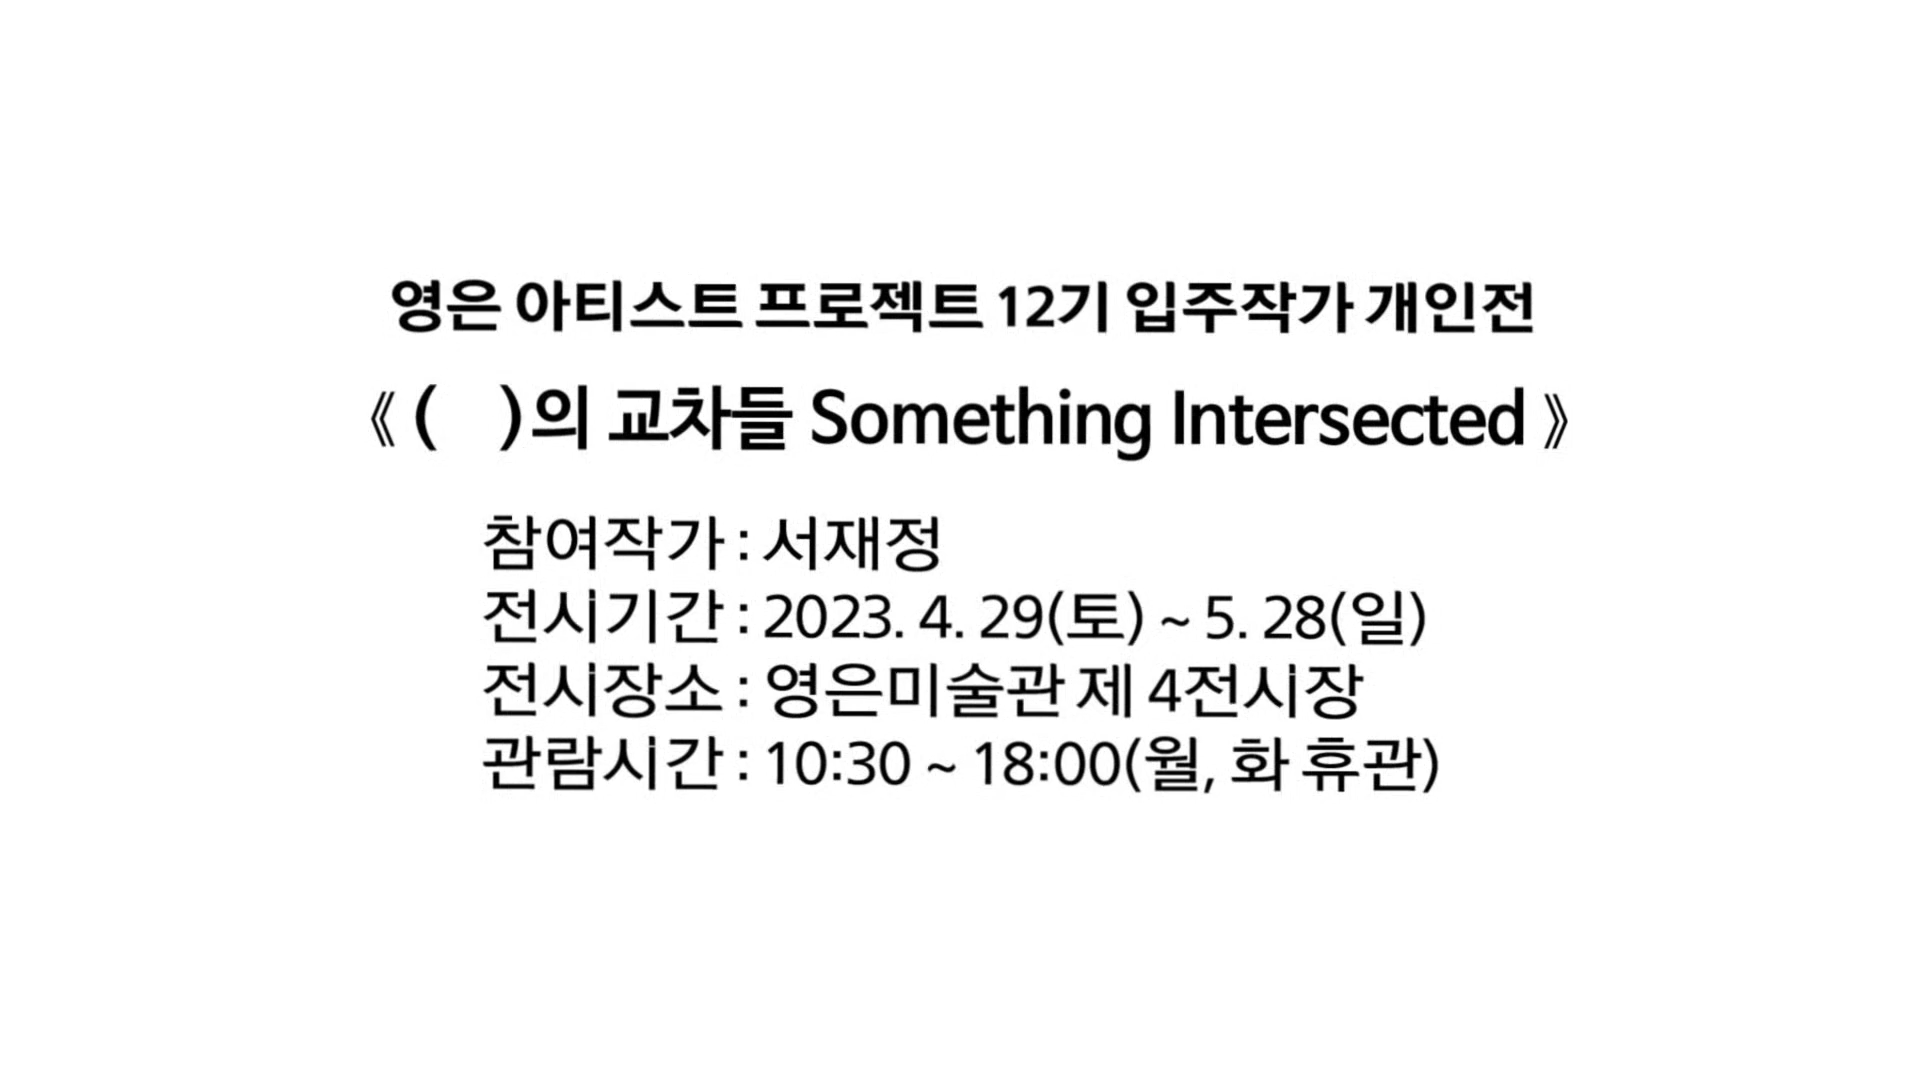 영은 아티스트 프로젝트 12기 입주작가 개인전
《 (   )의 교차들 Something Intersected 》
참여작가 : 서재정
전시기간 : 2023. 4. 29(토) ~ 5. 28(일)
전시장소 : 영은미술관 제 4전시장
관람시간 : 10:30 ~ 18:00(월, 화 휴관)